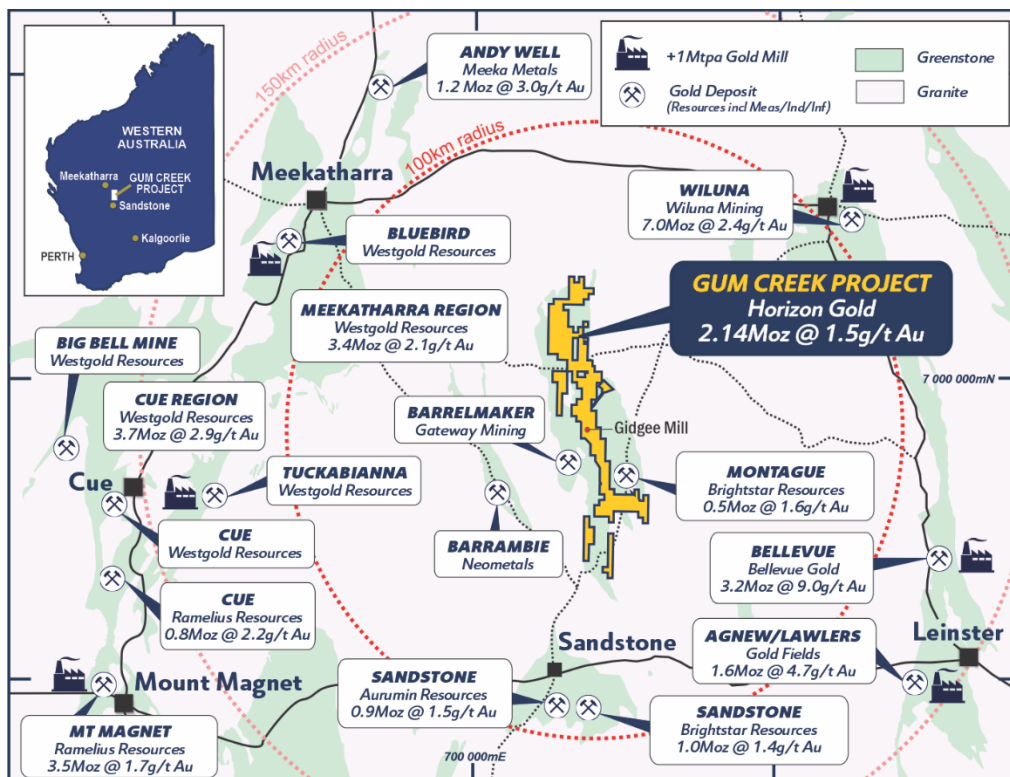 WESTERN
AUSTRALIA
Meekatharra
GUM CREEK
PROJECT
Sandstone
Kalgoorlie
PERTH
150km radius
100km radius
ANDY WELL
Meeka Metals
1.2 Moz @ 3.0g/t Au
+1Mtpa Gold Mill
Gold Deposit
(Resources incl Meas/Ind/Inf)
Greenstone
Granite
Meekatharra
WILUNA
Wiluna Mining
7.0Moz @ 2.4g/t Au
BLUEBIRD
Westgold Resources
GUM CREEK PROJECT
Horizon Gold
2.14Moz @ 1.5g/t Au
MEEKATHARRA REGION
Westgold Resources
3.4Moz @ 2.1g/t Au
BIG BELL MINE
Westgold Resources
7 000 000mN
CUE REGION
Westgold Resources
3.7Moz @ 2.9g/t Au
BARRELMAKER
Gateway Mining
Gidgee Mill
Cue
TUCKABIANNA
Westgold Resources
MONTAGUE
Brightstar Resources
0.5Moz @ 1.6g/t Au
CUE
Westgold Resources
BARRAMBIE
Neometals
BELLEVUE
Bellevue Gold
3.2Moz @ 9.0g/t Au
CUE
Ramelius Resources
0.8Moz @ 2.2g/t Au
Sandstone
AGNEW/LAWLERS
Gold Fields
1.6Moz @ 4.7g/t Au
Leinster
Mount Magnet
SANDSTONE
Aurumin Resources
0.9Moz @ 1.5g/t Au
SANDSTONE
Brightstar Resources
1.0Moz @ 1.4g/t Au
MT MAGNET
Ramelius Resources
3.5Moz @ 1.7g/t Au
700 000mE